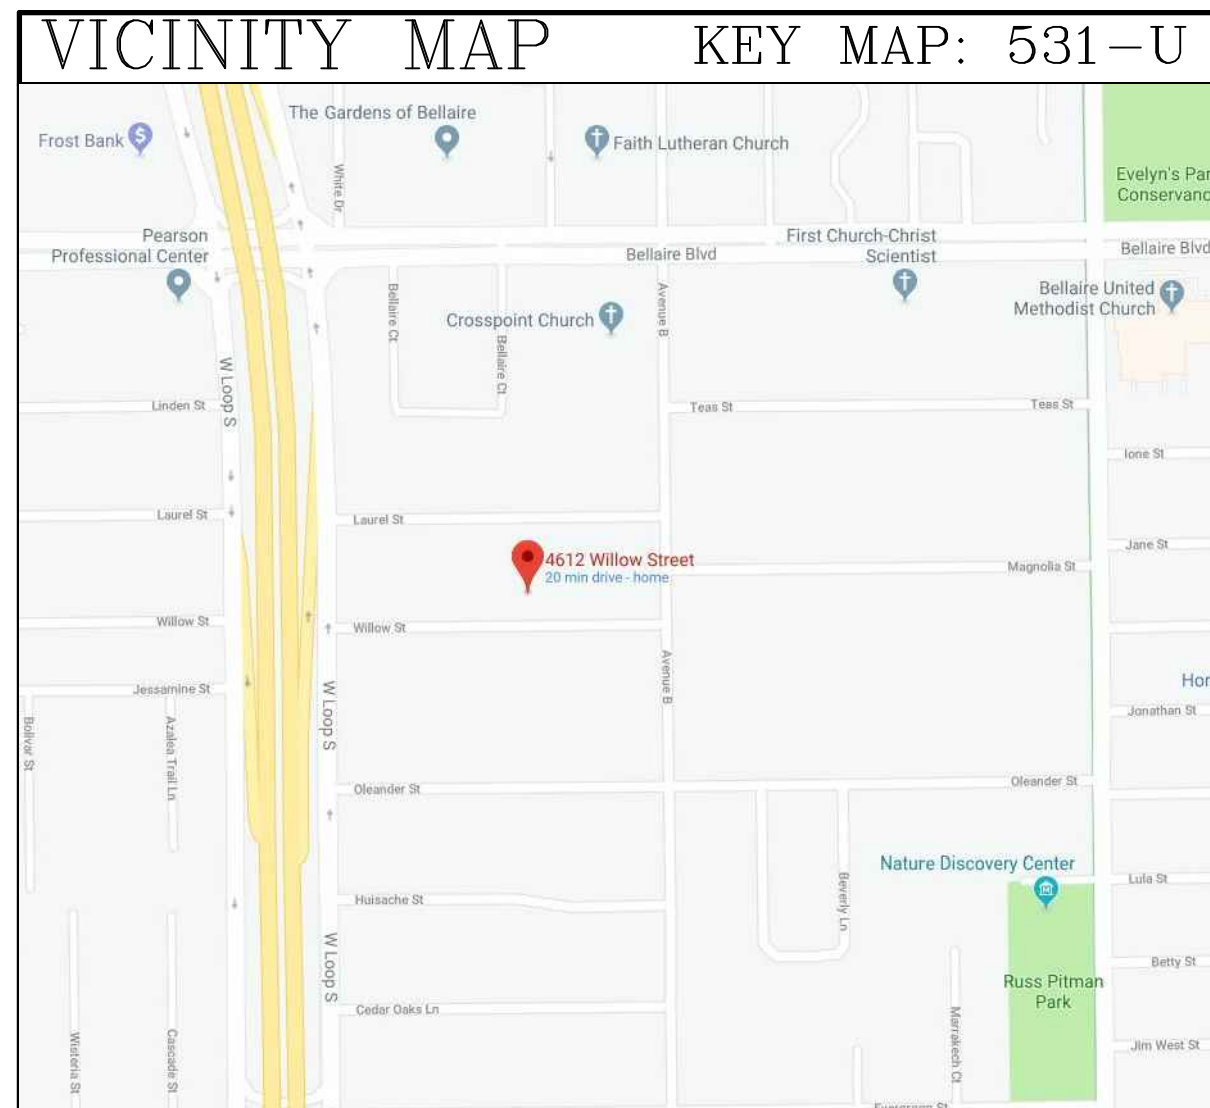 VICINITY MAP KEY MAP: 531-U
The Gardens of Bellaire
Frost Bank
Faith Lutheran Church
White Dr
Evelyn's Par
Conservanc
Pearson
Professional Center
First Church-Christ
Scientist
Bellaire Blvd
Bellaire Blvd
Bellaire United
Methodist Church
Bellaire Ct
Avenue B
Crosspoint Church
Bellaire Ct
W Loop S
Linden St
Teas St
Teas St
Ione St
Laurel St
Laurel St
Jane St
4612 Willow Street
20 min drive - home
Magnolia St
Willow St
Willow St
Avenue B
Jessamine St
W Loop S
Hor
Jonathan St
Bolivar St
Azalea Trail Ln
Oleander St
Oleander St
Nature Discovery Center
Lula St
Huisache St
Beverly Ln
W Loop S
Betty St
Russ Pitman
Park
Cedar Oaks Ln
Marrakech Ct
Wisteria St
Cascade St
Jim West St
Evergreen St